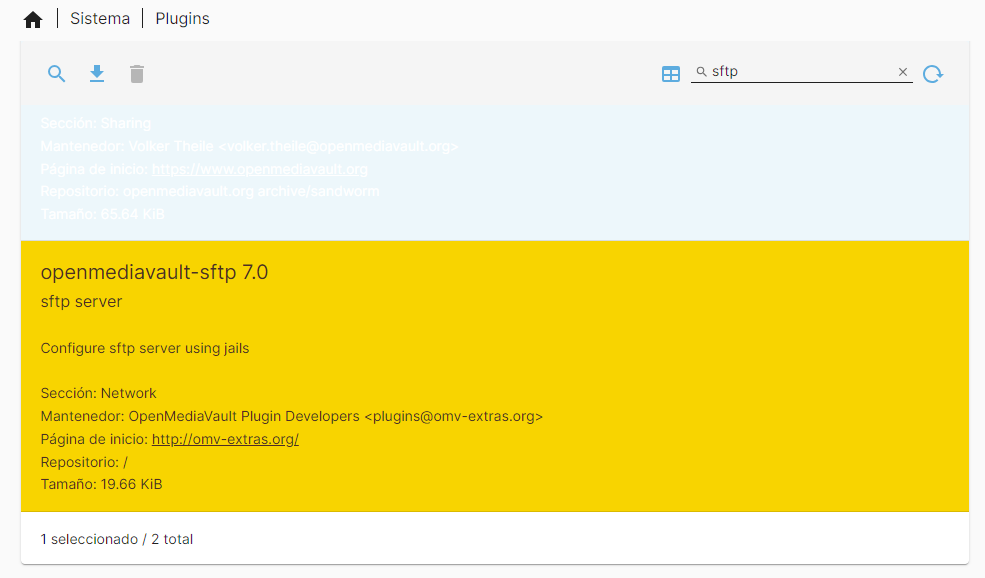 Sistema
Plugins
sftp
Sección: Sharing
Mantenedor: Volker Theile <volker.theile@openmediavault.org>
Página de inicio: https://www.openmediavault.org
Repositorio: openmediavault.org archive/sandworm
Tamaño: 65.64 KiB
openmediavault-sftp 7.0
sftp server
Configure sftp server using jails
Sección: Network
Mantenedor: OpenMediaVault Plugin Developers <plugins@omv-extras.org>
Página de inicio: http://omv-extras.org/
Repositorio: /
Tamaño: 19.66 KiB
1 seleccionado / 2 total